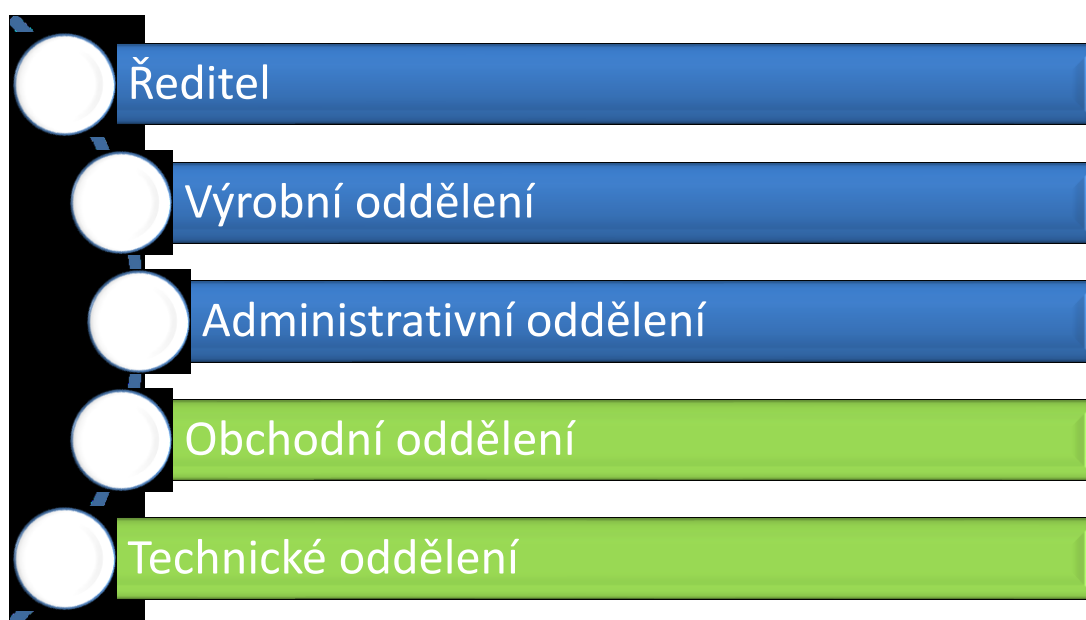 Ředitel
Výrobní oddělení
Administrativní oddělení
Obchodní oddělení
Technické oddělení